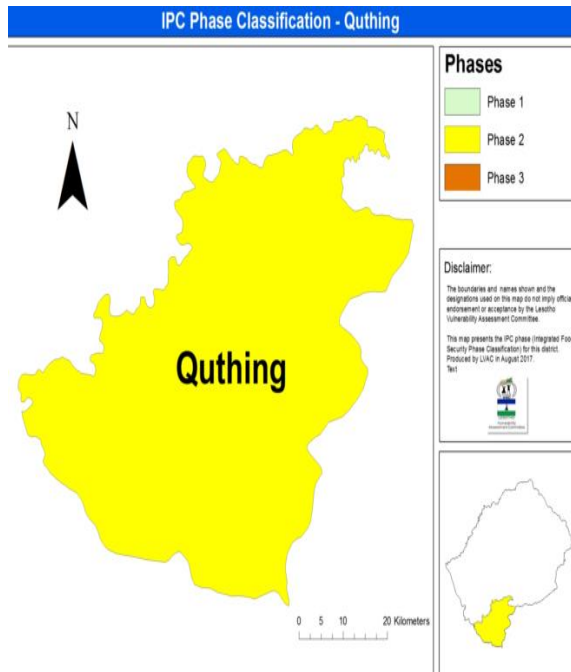 IPC Phase Classification - Quthing
N
Quthing
0 5 10 20 Kilometers
Phases
Phase 1
Phase 2
Phase 3
Disclaimer:
The boundaries and names shown and the
designations used on this map do not imply officia
endorsement or acceptance by the Lesotho
Vulnerability Assessment Committee.
This map presents the IPC phase (Integrated Foo
Security Phase Classification) for this district.
Produced by LVAC in August 2017.
Text